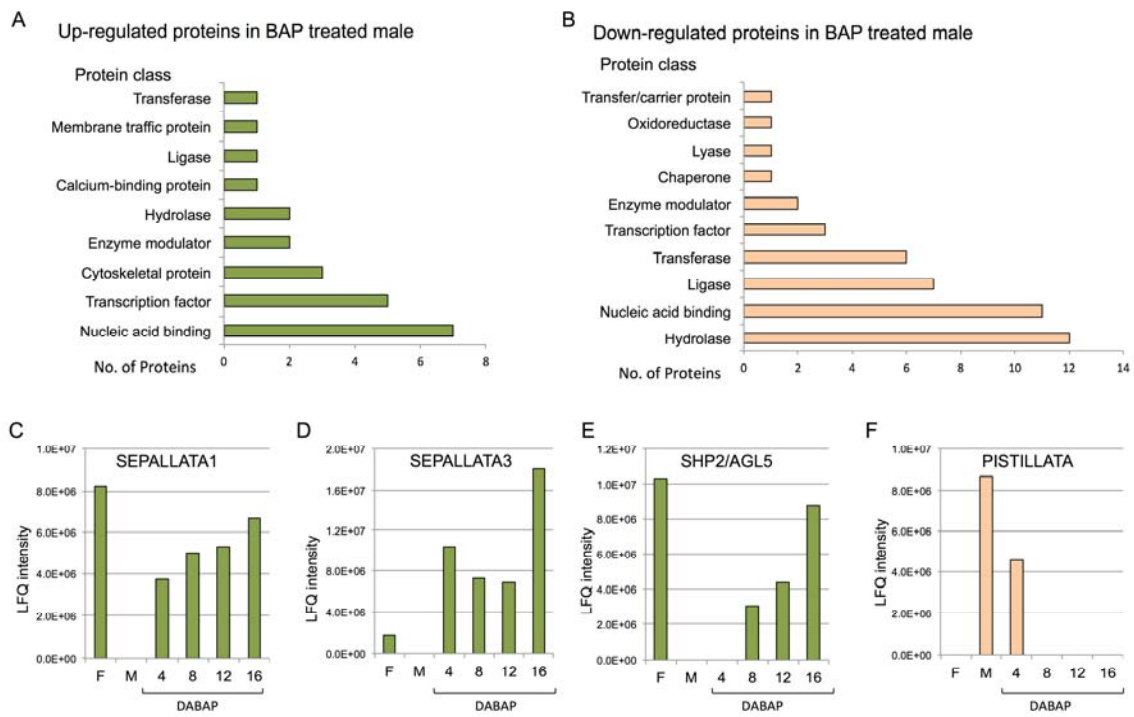 A
Up-regulated proteins in BAP treated male
Protein class
Transferase
Membrane traffic protein
Ligase
Calcium-binding protein
Hydrolase
Enzyme modulator
Cytoskeletal protein
Transcription factor
Nucleic acid binding
0 2 4 6 8
No. of Proteins
B
Down-regulated proteins in BAP treated male
Protein class
Transfer/carrier protein
Oxidoreductase
Lyase
Chaperone
Enzyme modulator
Transcription factor
Transferase
Ligase
Nucleic acid binding
Hydrolase
0 2 4 6 8 10 12 14
No. of Proteins
C
SEPALLATA1
LFQ intensity
1.0E+07
8.0E+06
6.0E+06
4.0E+06
2.0E+06
0.0E+00
F M 4 8 12 16
DABAP
D
SEPALLATA3
LFQ intensity
2.0E+07
1.6E+07
1.2E+07
8.0E+06
4.0E+06
0.0E+00
F M 4 8 12 16
DABAP
E
SHP2/AGL5
LFQ intensity
1.2E+07
1.0E+07
8.0E+06
6.0E+06
4.0E+06
2.0E+06
0.0E+00
F M 4 8 12 16
DABAP
F
PISTILLATA
LFQ intensity
1.0E+07
8.0E+06
6.0E+06
4.0E+06
2.0E+06
0.0E+00
F M 4 8 12 16
DABAP